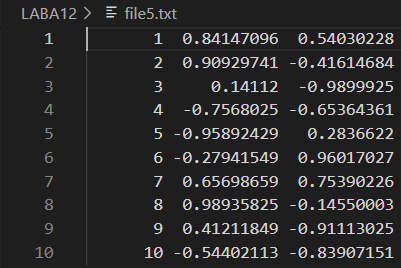 LABA12 > file5.txt
1 1 0.84147096 0.54030228
2 2 0.90929741 -0.41614684
3 3 0.14112 -0.9899925
4 4 -0.7568025 -0.65364361
5 5 -0.95892429 0.2836622
6 6 -0.27941549 0.96017027
7 7 0.65698659 0.75390226
8 8 0.98935825 -0.14550003
9 9 0.41211849 -0.91113025
10 10 -0.54402113 -0.83907151